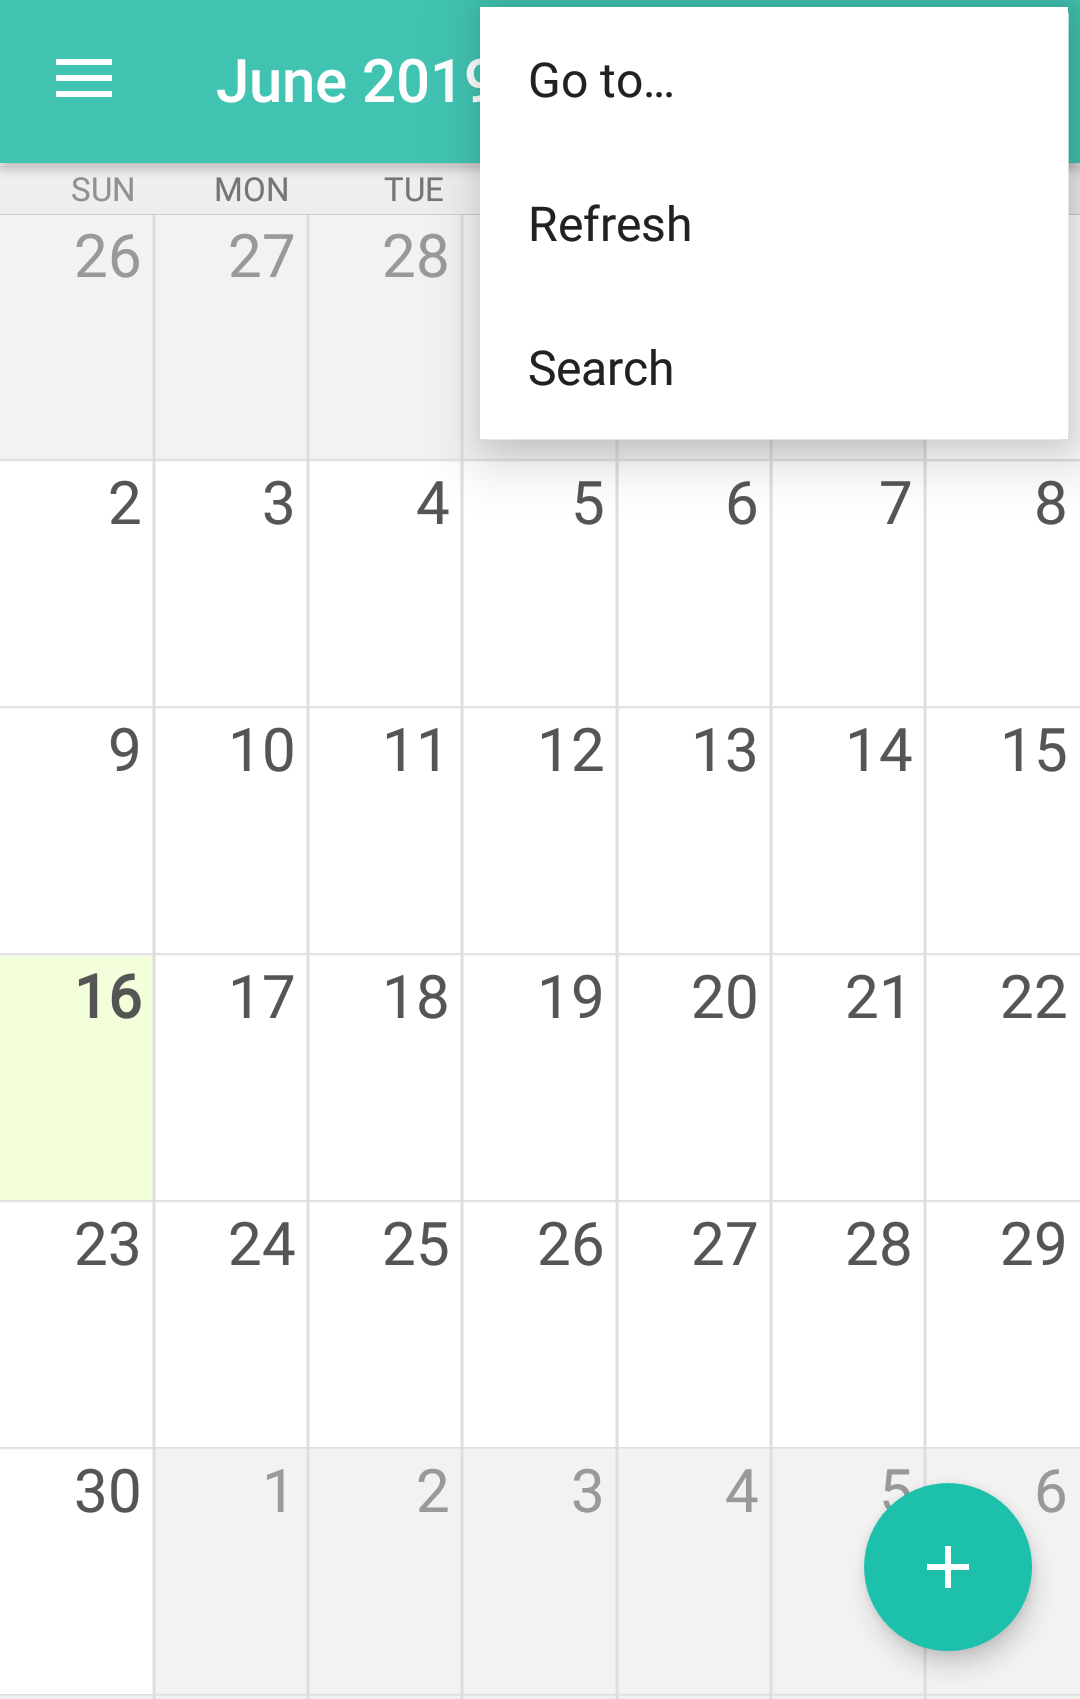 June 2019
Go to...
Refresh
Search
SUN MON TUE
26 27 28
2 3 4 5 6 7 8
9 10 11 12 13 14 15
16 17 18 19 20 21 22
23 24 25 26 27 28 29
30 1 2 3 4 5 6
+